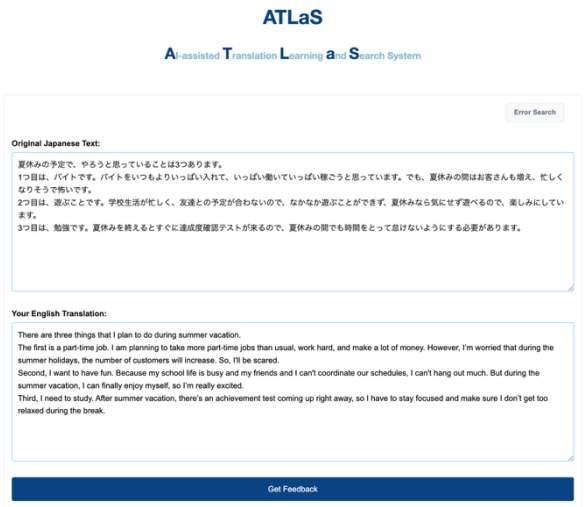 ATLaS
AI-assisted Translation Learning and Search System
Error Search
Original Japanese Text:
夏休みの予定で、やろうと思っていることは3つあります。
1つ目は、バイトです。バイトをいつもよりいっぱい入れて、いっぱい働いていっぱい稼ごうと思っています。でも、夏休みの間はお客さんも増え、忙しく
なりそうで怖いです。
2つ目は、遊ぶことです。学校生活が忙しく、友達との予定が合わないので、なかなか遊ぶことができず、夏休みなら気にせず遊べるので、楽しみにしてい
ます。
3つ目は、勉強です。夏休みを終えるとすぐに達成度確認テストが来るので、夏休みの間でも時間をとって怠けないようにする必要があります。
Your English Translation:
There are three things that I plan to do during summer vacation.
The first is a part-time job. I am planning to take more part-time jobs than usual, work hard, and make a lot of money. However, I'm worried that during the
summer holidays, the number of customers will increase. So, I'll be scared.
Second, I want to have fun. Because my school life is busy and my friends and I can't coordinate our schedules, I can't hang out much. But during the
summer vacation, I can finally enjoy myself, so I'm really excited.
Third, I need to study. After summer vacation, there's an achievement test coming up right away, so I have to stay focused and make sure I don't get too
relaxed during the break.
Get Feedback